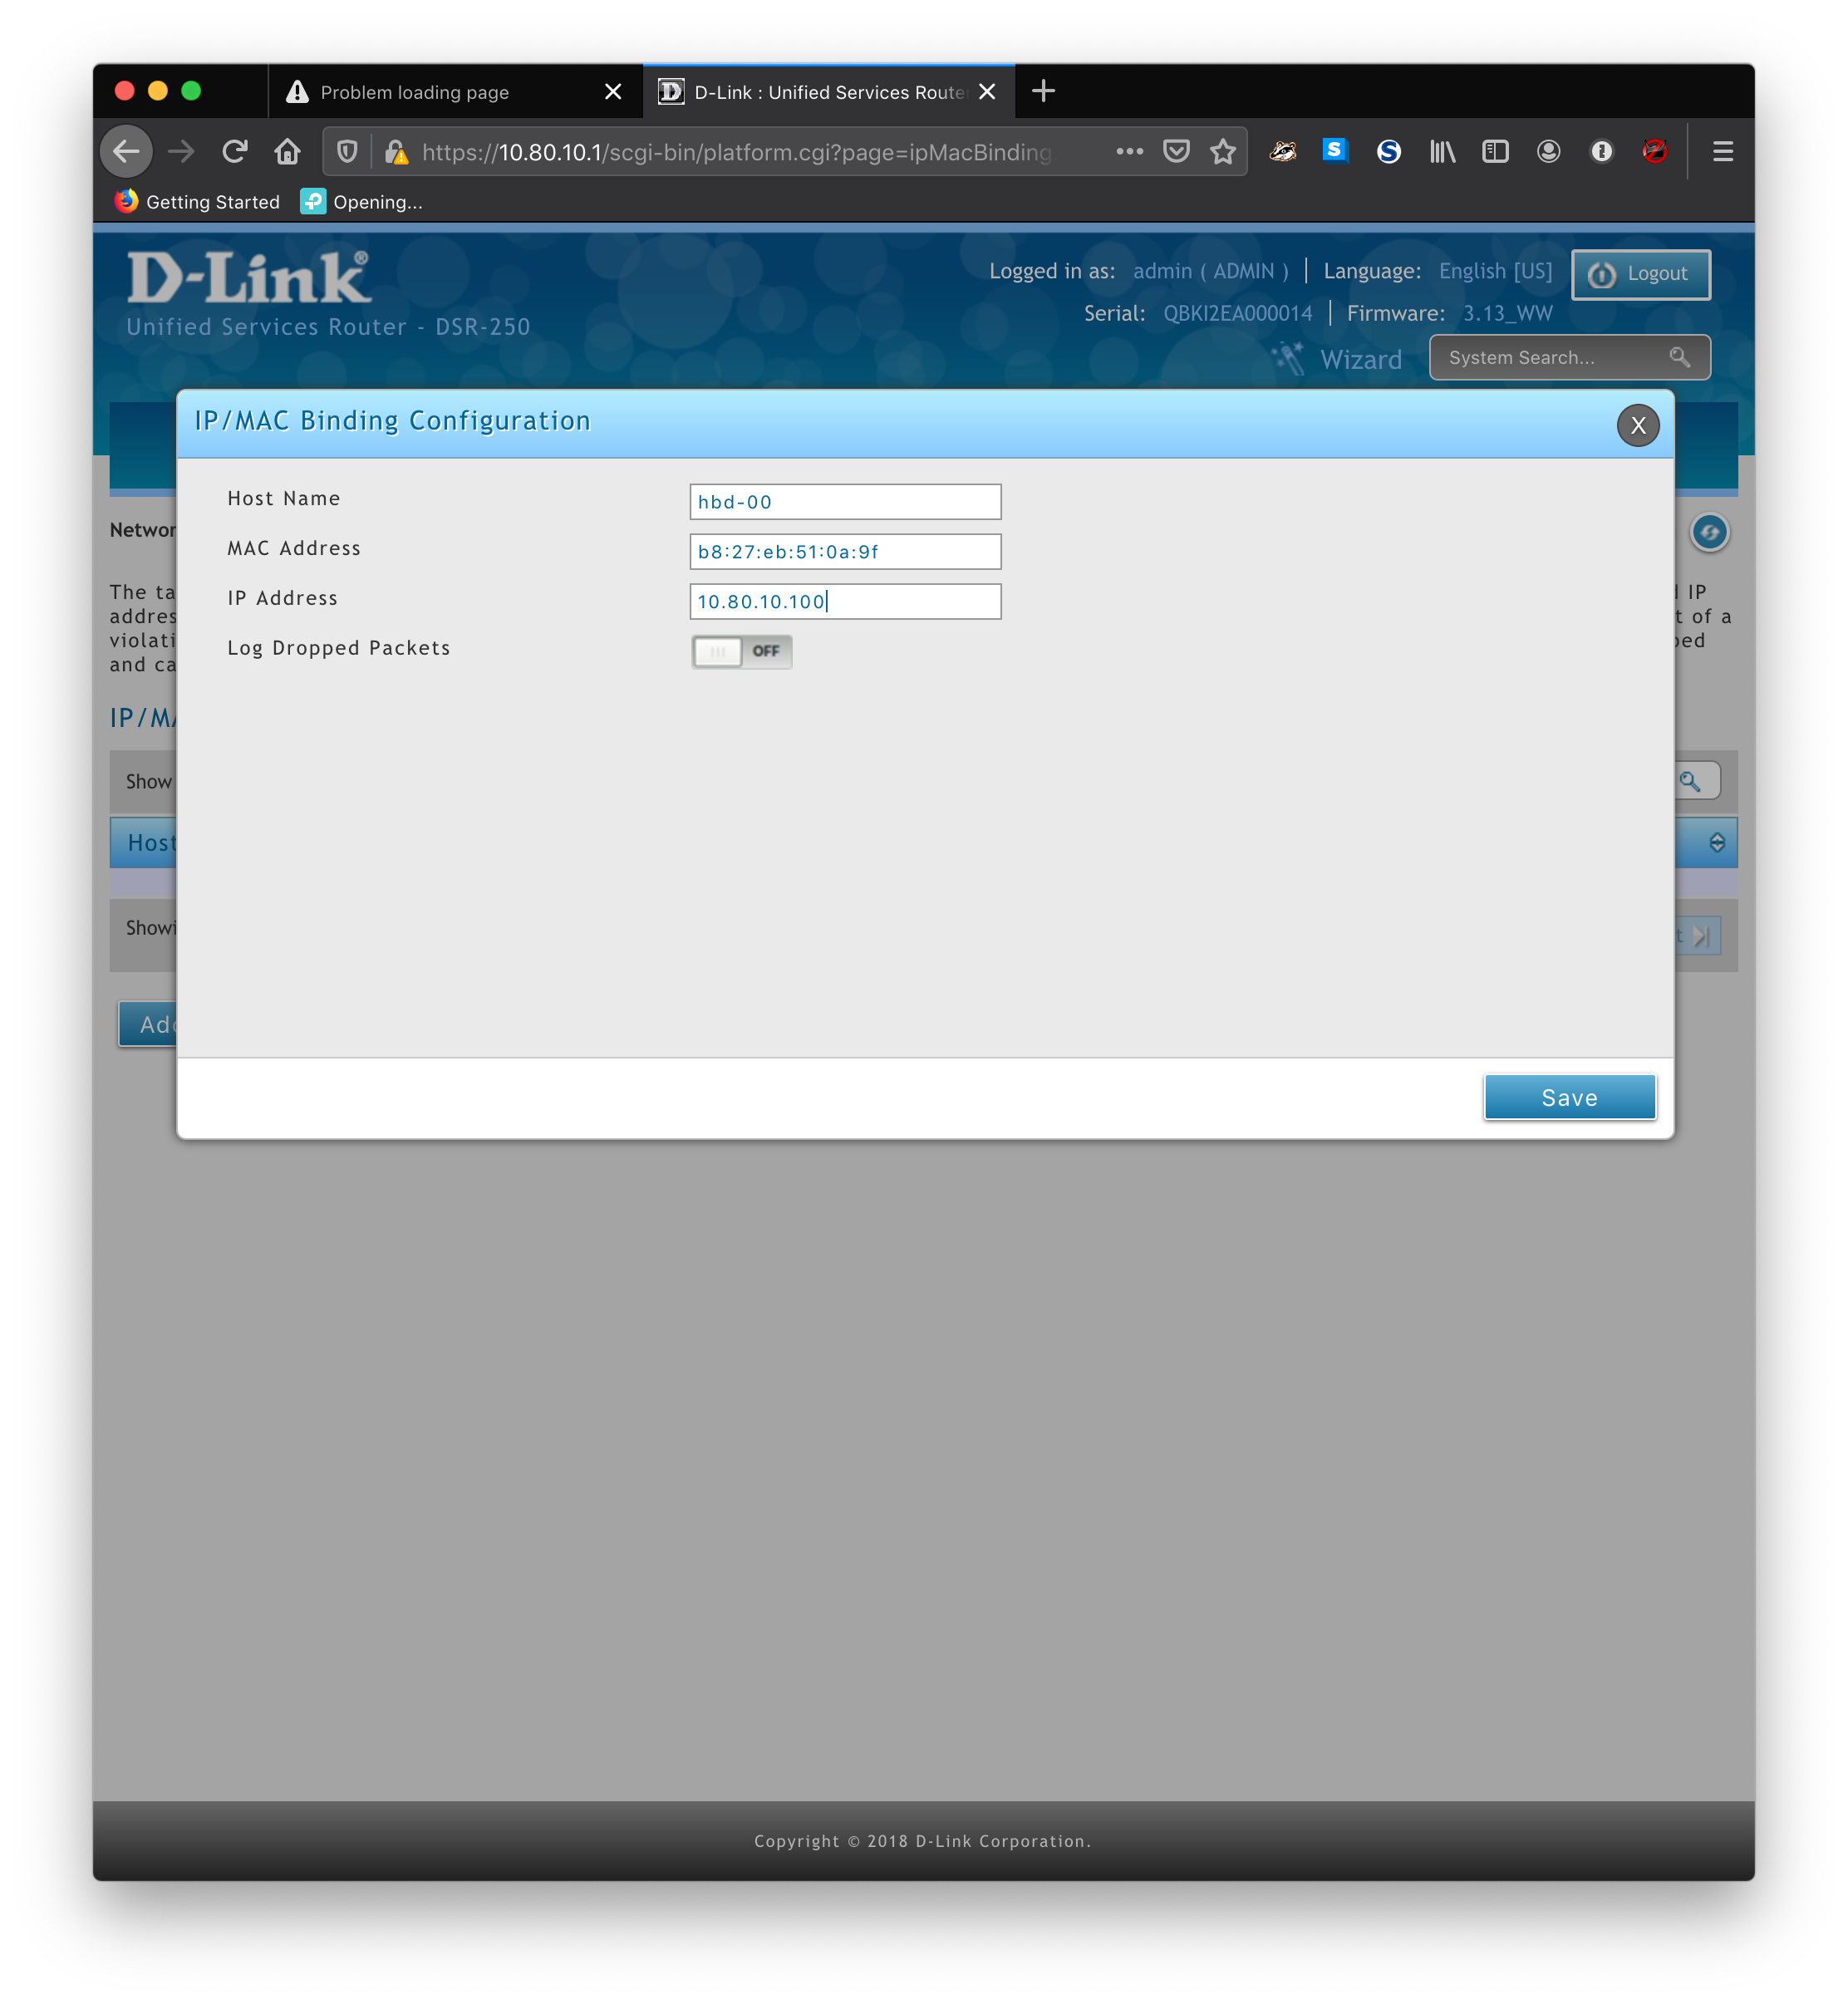 Problem loading page
D-Link : Unified Services Route
https://10.80.10.1/scgi-bin/platform.cgi?page=ipMacBinding
Getting Started
Opening...
D-Link®
Unified Services Router - DSR-250
Logged in as: admin ( ADMIN ) | Language: English [US]
Logout
Serial: QBKI2EA000014 | Firmware: 3.13_WW
Wizard
System Search...
IP/MAC Binding Configuration
X
Host Name
hbd-00
MAC Address
b8:27:eb:51:0a:9f
IP Address
10.80.10.100
Log Dropped Packets
OFF
Networ
The ta
IP
addres
t of a
violati
and ca
IP/MA
Show
Host
Showi
Add
Save
Copyright © 2018 D-Link Corporation.